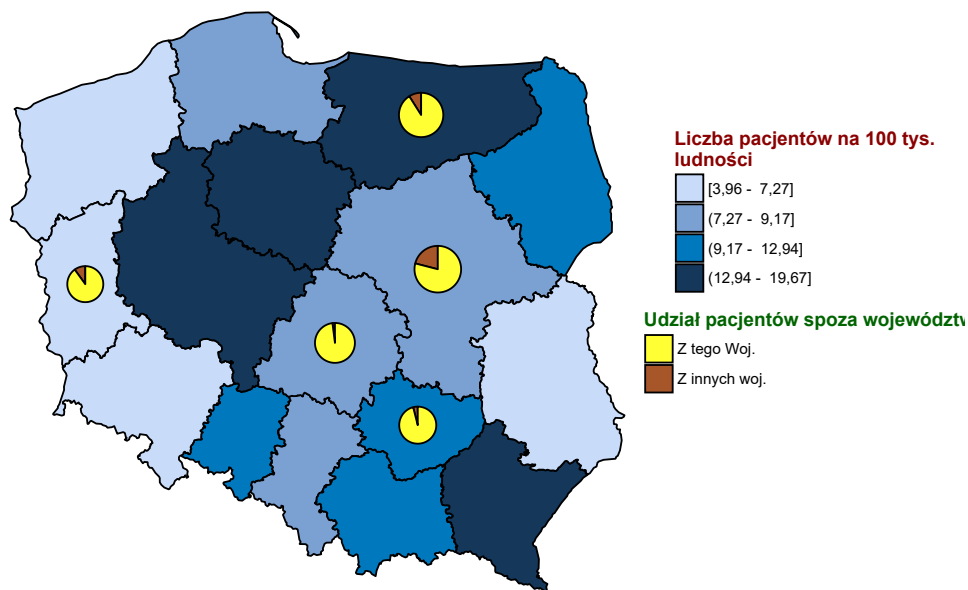 Liczba pacjentów na 100 tys.
ludności
[3,96 - 7,27]
(7,27 - 9,17]
(9,17 - 12,94]
(12,94 - 19,67]
Udział pacjentów spoza województw
Z tego Woj.
Z innych woj.